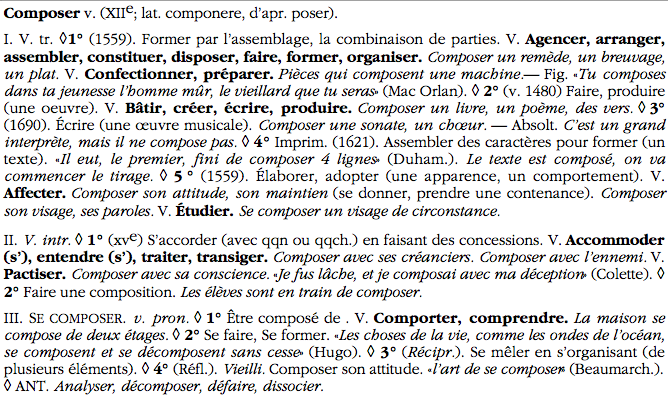 Composer v. (XIIe; lat. componere, d'apr. poser).
I. V. tr. ◊1° (1559). Former par l'assemblage, la combinaison de parties. V. Agencer, arranger,
assembler, constituer, disposer, faire, former, organiser. Composer un remède, un breuvage,
un plat. V. Confectionner, préparer. Pièces qui composent une machine.— Fig. «Tu composes
dans ta jeunesse l'homme mûr, le vieillard que tu seras» (Mac Orlan). ◊ 2° (v. 1480) Faire, produire
(une oeuvre). V. Bâtir, créer, écrire, produire. Composer un livre, un poème, des vers. ◊ 3°
(1690). Écrire (une œuvre musicale). Composer une sonate, un chœur. — Absolt. C'est un grand
interprète, mais il ne compose pas. ◊ 4° Imprim. (1621). Assembler des caractères pour former (un
texte). «Il eut, le premier, fini de composer 4 lignes» (Duham.). Le texte est composé, on va
commencer le tirage. ◊ 5 ° (1559). Élaborer, adopter (une apparence, un comportement). V.
Affecter. Composer son attitude, son maintien (se donner, prendre une contenance). Composer
son visage, ses paroles. V. Étudier. Se composer un visage de circonstance.
II. V. intr. ◊ 1° (xve) S'accorder (avec qqn ou qqch.) en faisant des concessions. V. Accommoder
(s'), entendre (s'), traiter, transiger. Composer avec ses créanciers. Composer avec l'ennemi. V.
Pactiser. Composer avec sa conscience. «Je fus lâche, et je composai avec ma déception» (Colette). ◊
2° Faire une composition. Les élèves sont en train de composer.
III. SE COMPOSER. v. pron. ◊ 1° Être composé de . V. Comporter, comprendre. La maison se
compose de deux étages. ◊ 2° Se faire, Se former. «Les choses de la vie, comme les ondes de l'océan,
se composent et se décomposent sans cesse» (Hugo). ◊ 3° (Récipr.). Se mêler en s'organisant (de
plusieurs éléments). ◊ 4° (Réfl.). Vieilli. Composer son attitude. «l'art de se composer» (Beaumarch.).
◊ ANT. Analyser, décomposer, défaire, dissocier.